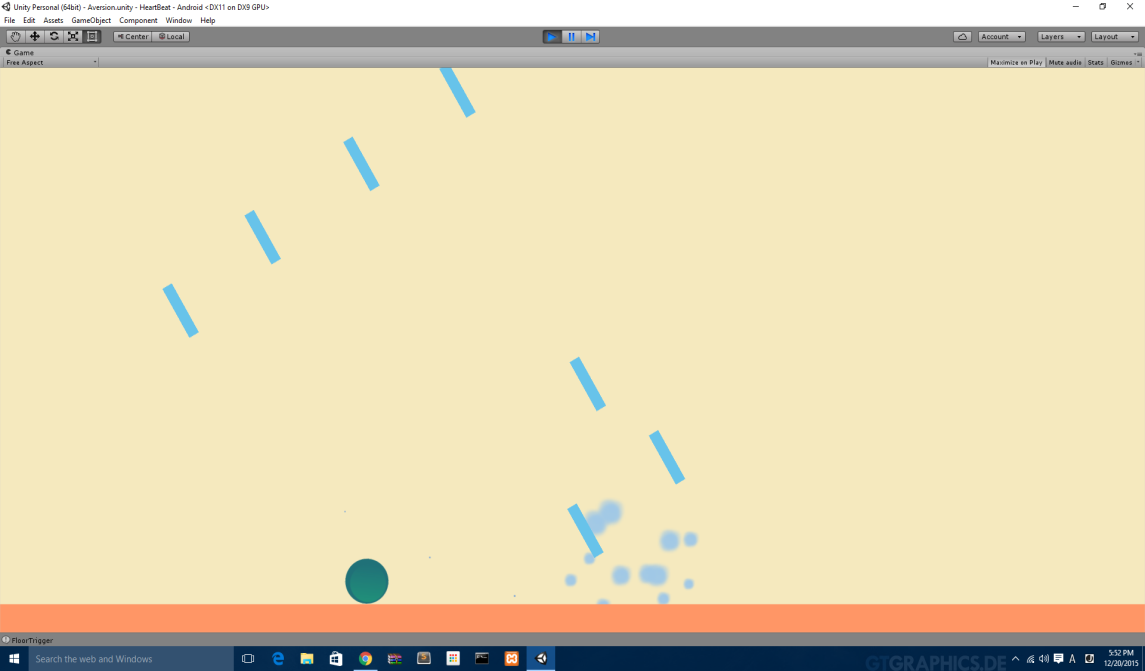 Unity Personal (64bit) - Aversion.unity - HeartBeat - Android <DX11 on DX9 GPU>
File Edit Assets GameObject Component Window Help
Center Local Account Layers Layout
Game
Free Aspect Maximize on Play Mute audio Stats Gizmos
FloorTrigger
Search the web and Windows
GTGRAPHICS.DE
A
5:52 PM
12/20/2015